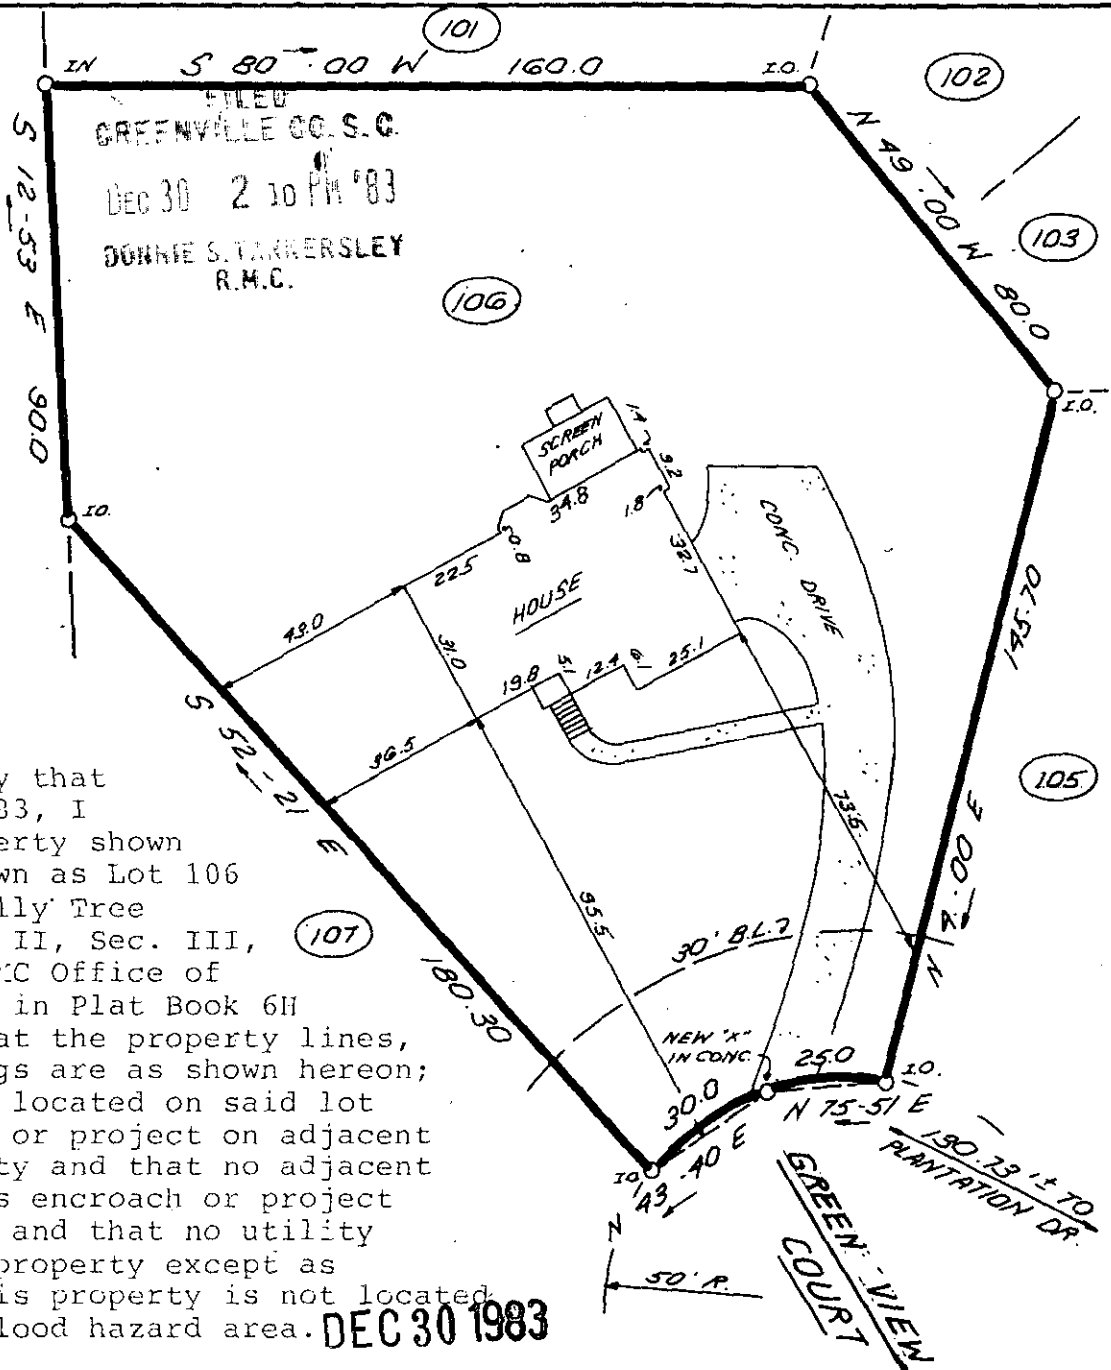 101
IN S 80-00 W 160.0 I.O.
102
FILED
GREENVILLE CO. S. C.
DEC 30 2 10 PM '83
DONNIE S. TANKERSLEY
R.M.C.
S 12-53 E 90.0
N 49-00 W 80.0
103
106
I.O.
I.O.
SCREEN
PORCH
1.4
2
9.2
34.8
1.8
30.8
22.5
32.7
CONC. DRIVE
HOUSE
43.0
31.0
19.8
5.1
12.4
6.1
25.1
36.5
145.70
105
73.5
N 2-00 E
S 52-21 E
180.30
95.5
107
30' B.L.
y that
83, I
erty shown
wn as Lot 106
lly Tree
II, Sec. III,
MC Office of
in Plat Book 6H
at the property lines,
gs are as shown hereon;
located on said lot
or project on adjacent
ty and that no adjacent
s encroach or project
and that no utility
property except as
is property is not located
lood hazard area.
DEC 30 1983
NEW "X"
IN CONC.
25.0
I.O.
30.0
N 75-51 E
I.O.
N 43-40 E
190.73'± TO
PLANTATION DR.
50' R.
GREEN VIEW
COURT